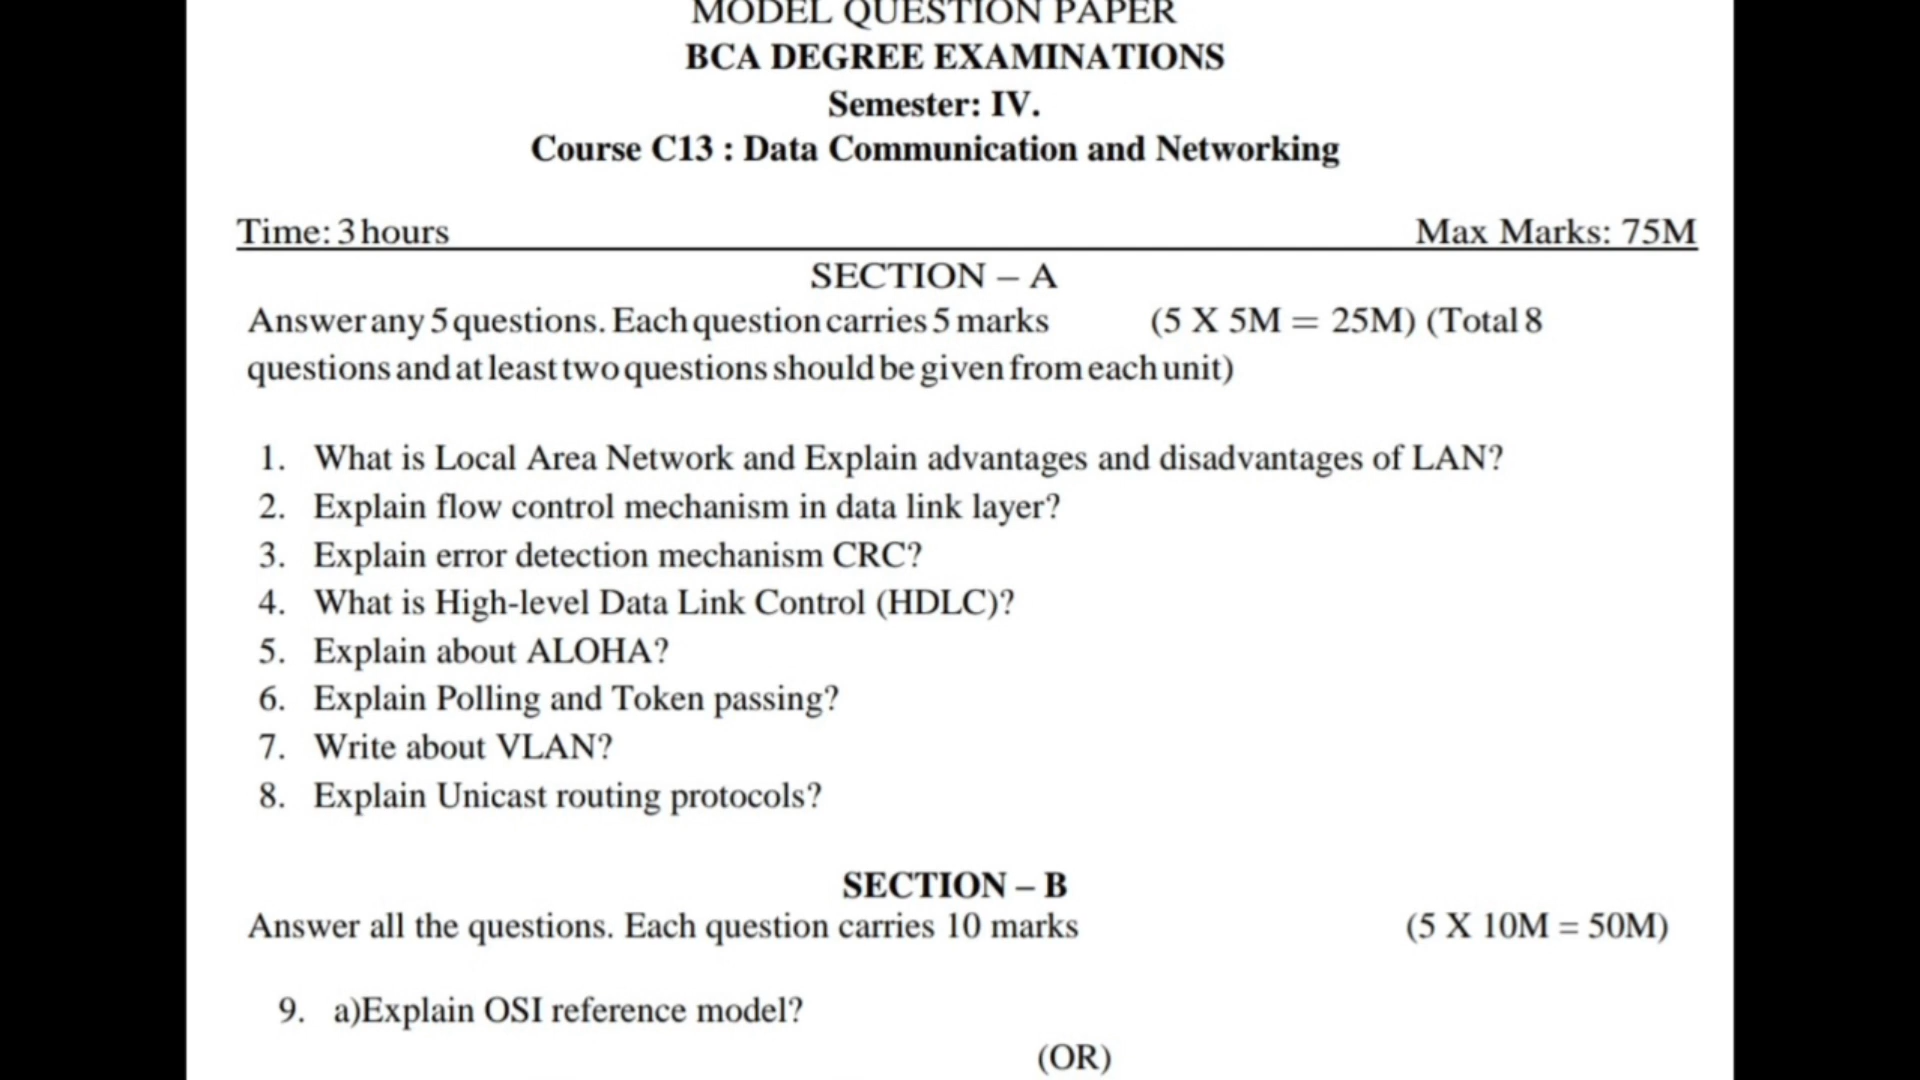 MODEL QUESTION PAPER
BCA DEGREE EXAMINATIONS
Semester: IV.
Course C13 : Data Communication and Networking
Time: 3 hours Max Marks: 75M
SECTION – A
Answer any 5 questions. Each question carries 5 marks (5 X 5M = 25M) (Total 8
questions and at least two questions should be given from each unit)
1. What is Local Area Network and Explain advantages and disadvantages of LAN?
2. Explain flow control mechanism in data link layer?
3. Explain error detection mechanism CRC?
4. What is High-level Data Link Control (HDLC)?
5. Explain about ALOHA?
6. Explain Polling and Token passing?
7. Write about VLAN?
8. Explain Unicast routing protocols?
SECTION – B
Answer all the questions. Each question carries 10 marks (5 X 10M = 50M)
9. a)Explain OSI reference model?
(OR)